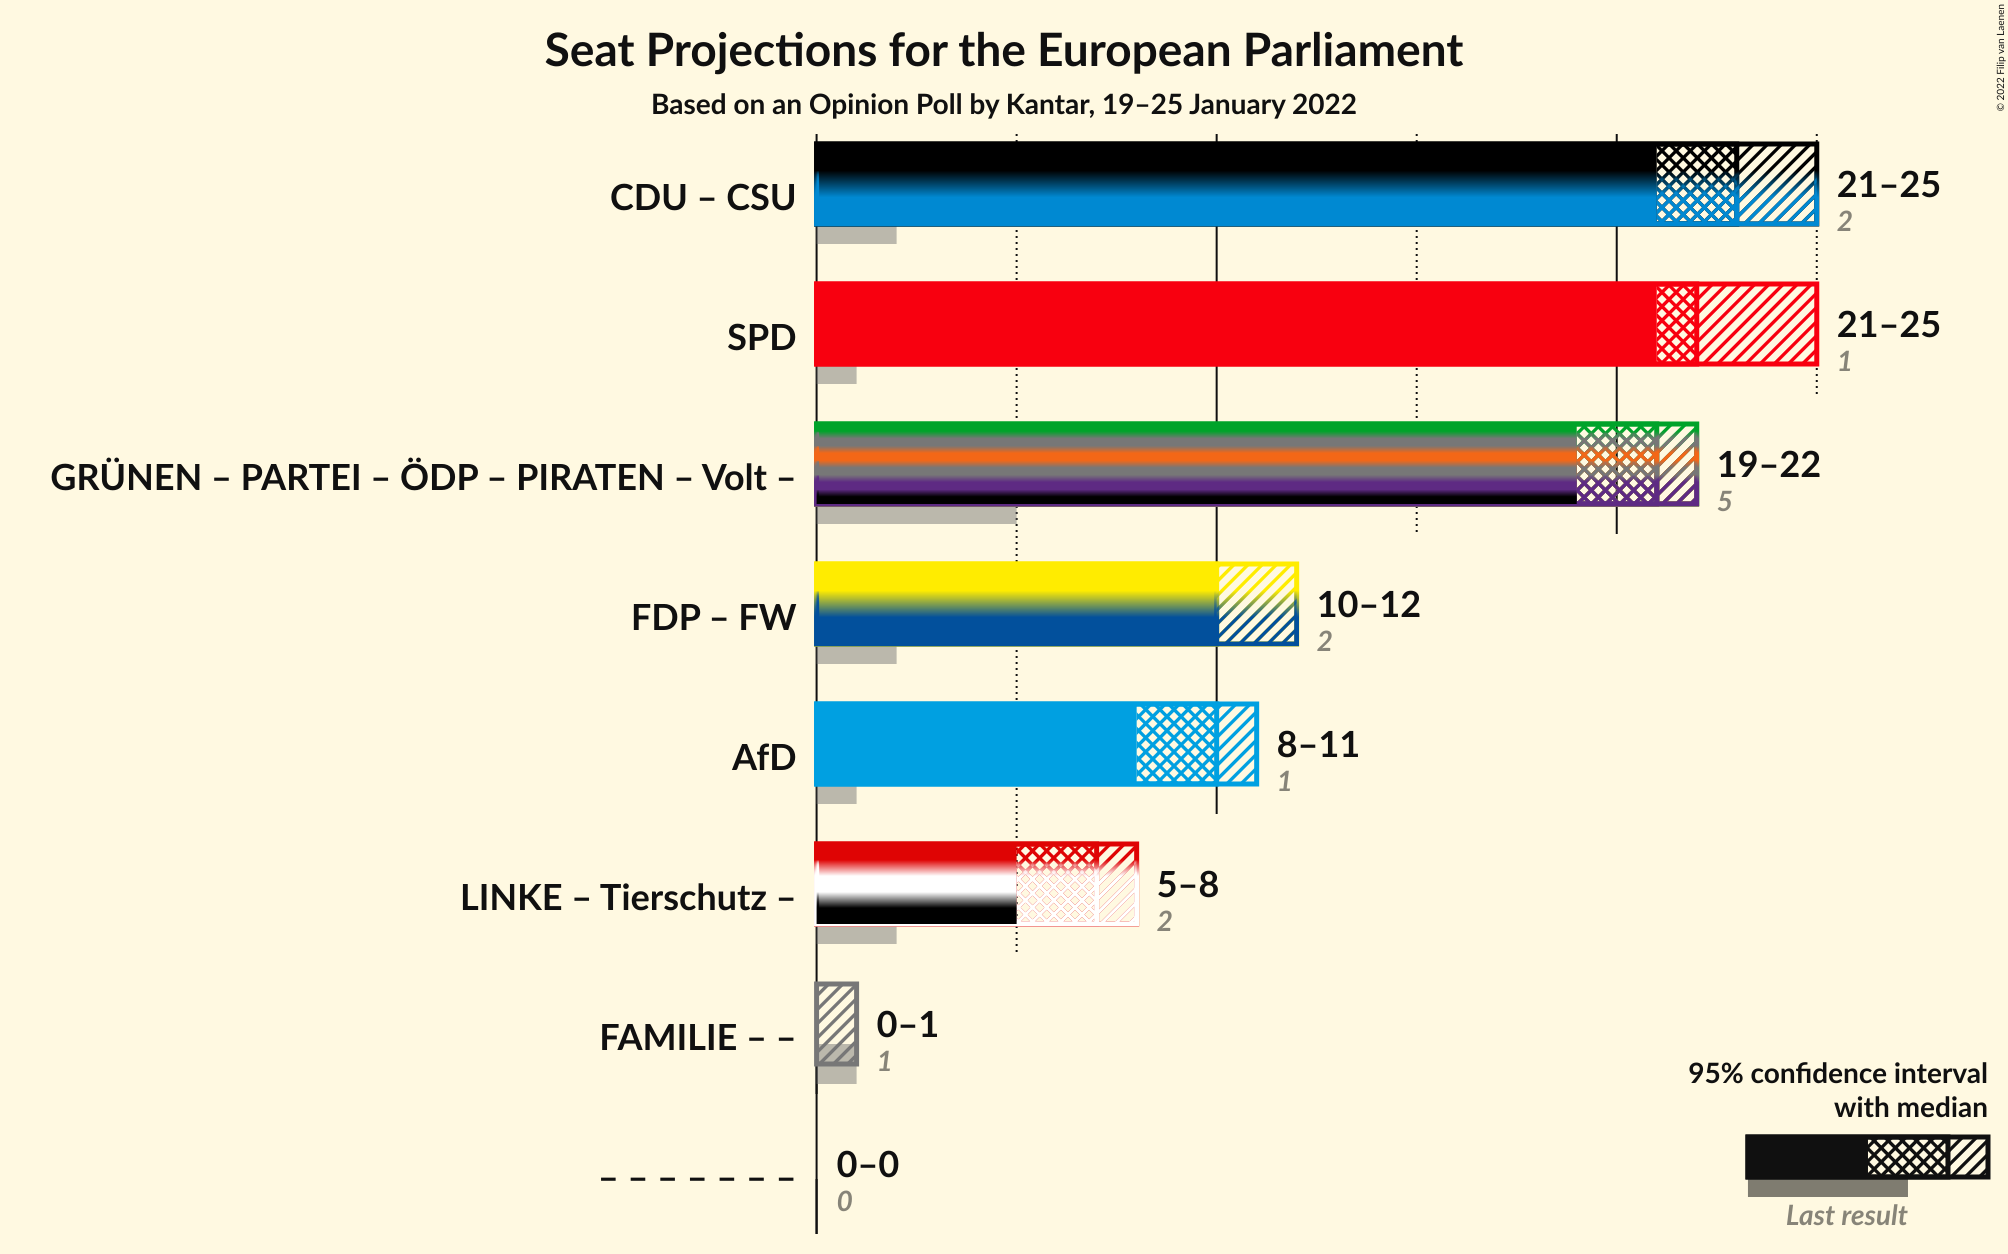 Seat Projections for the European Parliament
Based on an Opinion Poll by Kantar, 19–25 January 2022
© 2022 Filip van Laenen
CDU – CSU
21–25
2
SPD
21–25
1
GRÜNEN – PARTEI – ÖDP – PIRATEN – Volt –
19–22
5
FDP – FW
10–12
2
AfD
8–11
1
LINKE – Tierschutz –
5–8
2
FAMILIE – –
0–1
1
– – – – – – –
0–0
0
95% confidence interval
with median
Last result